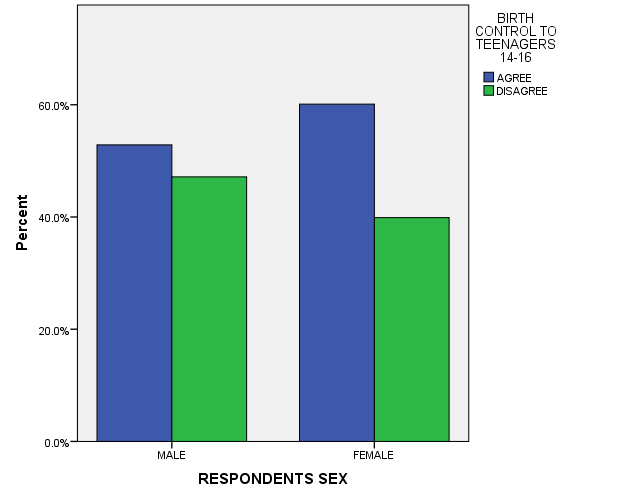 BIRTH
CONTROL TO
TEENAGERS
14-16
AGREE
DISAGREE
60.0%
40.0%
20.0%
0.0%
Percent
MALE
FEMALE
RESPONDENTS SEX